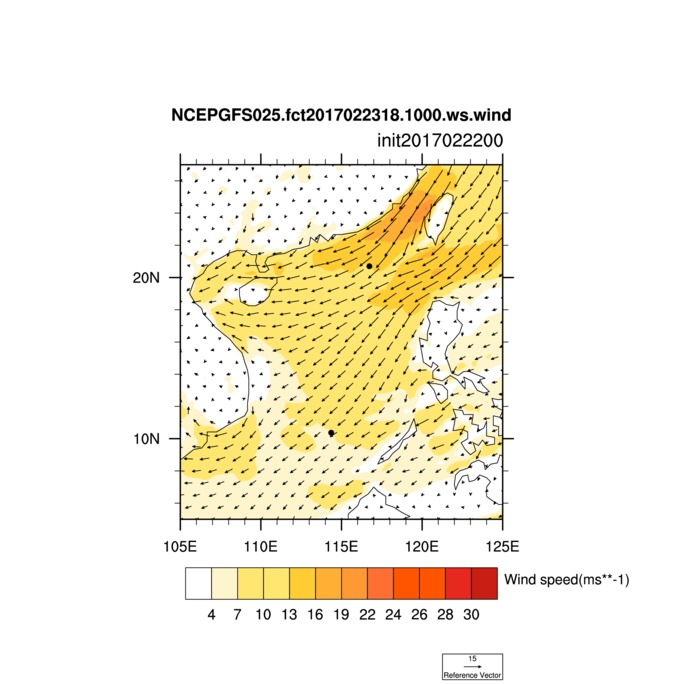 NCEPGFS025.fct2017022318.1000.ws.wind
init2017022200
20N
10N
105E 110E 115E 120E 125E
Wind speed(ms**-1)
4 7 10 13 16 19 22 24 26 28 30
15
Reference Vector